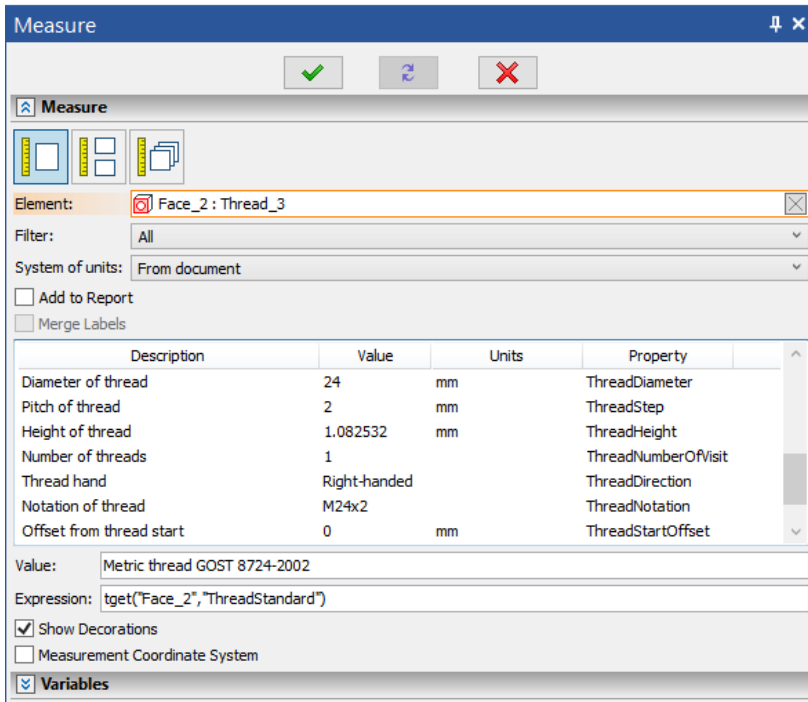 Measure
Measure
Element: Face_2 : Thread_3
Filter: All
System of units: From document
Add to Report
Merge Labels
Description Value Units Property
Diameter of thread 24 mm ThreadDiameter
Pitch of thread 2 mm ThreadStep
Height of thread 1.082532 mm ThreadHeight
Number of threads 1 ThreadNumberOfVisit
Thread hand Right-handed ThreadDirection
Notation of thread M24x2 ThreadNotation
Offset from thread start 0 mm ThreadStartOffset
Value: Metric thread GOST 8724-2002
Expression: tget("Face_2","ThreadStandard")
Show Decorations
Measurement Coordinate System
Variables